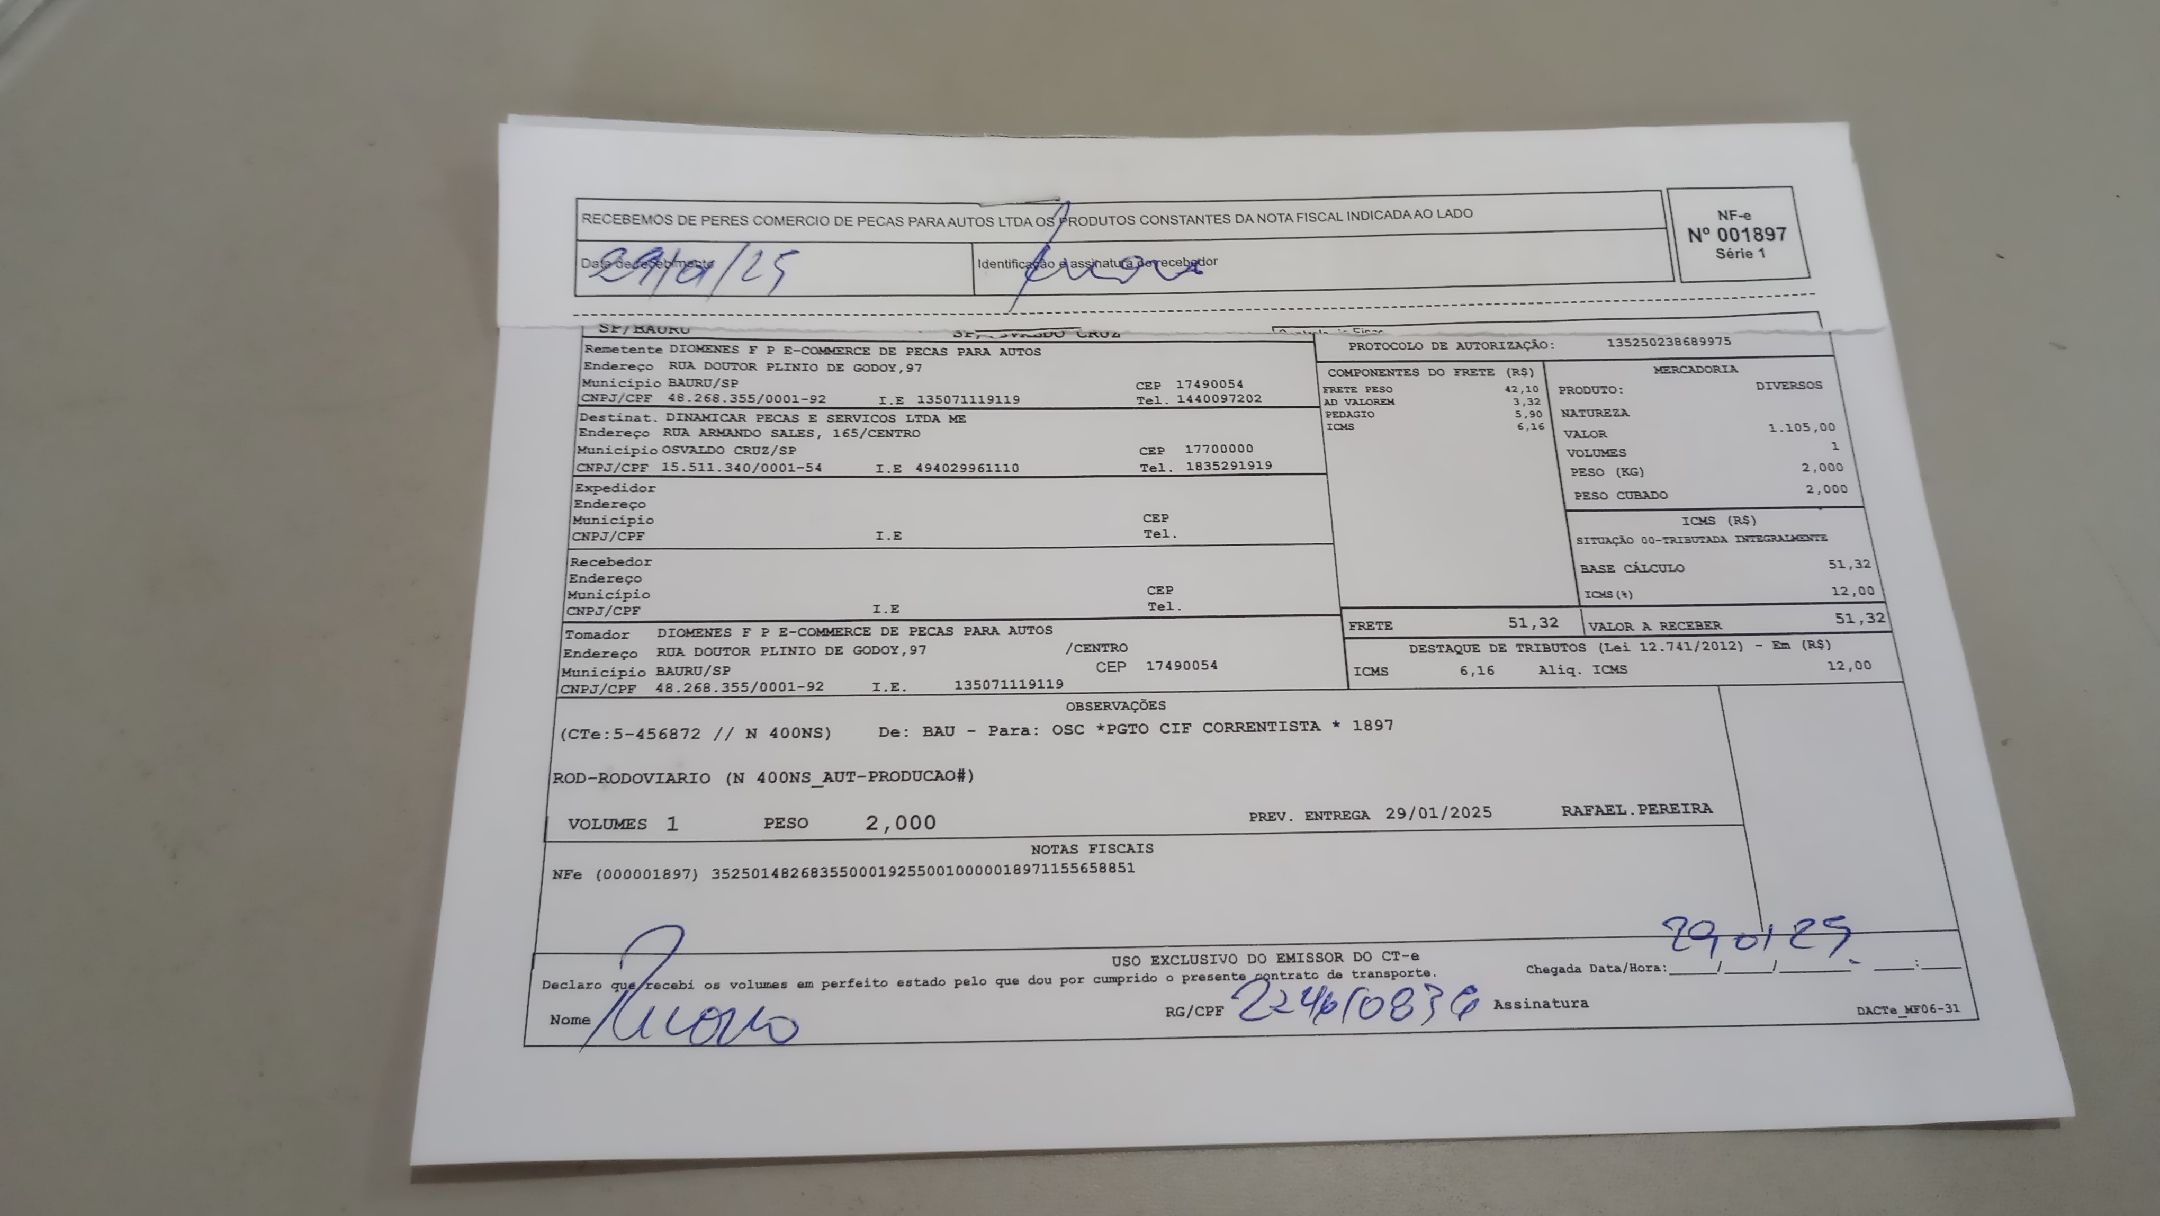 RECEBEMOS DE PERES COMERCIO DE PECAS PARA AUTOS LTDA OS PRODUTOS CONSTANTES DA NOTA FISCAL INDICADA AO LADO
NF-e
Nº 001897
Série 1
Data de recebimento
29/01/25
Identificação e assinatura do recebedor
SP/BAURU
CRUZ
Remetente DIOMENES F P E-COMMERCE DE PECAS PARA AUTOS
Endereço RUA DOUTOR PLINIO DE GODOY,97
Município BAURU/SP CEP 17490054
CNPJ/CPF 48.268.355/0001-92 I.E 135071119119 Tel. 1440097202
Destinat. DINAMICAR PECAS E SERVICOS LTDA ME
Endereço RUA ARMANDO SALES, 165/CENTRO
Município OSVALDO CRUZ/SP CEP 17700000
CNPJ/CPF 15.511.340/0001-54 I.E 494029961110 Tel. 1835291919
Expedidor
Endereço
Município CEP
CNPJ/CPF I.E Tel.
Recebedor
Endereço
Município CEP
CNPJ/CPF I.E Tel.
Tomador DIOMENES F P E-COMMERCE DE PECAS PARA AUTOS
Endereço RUA DOUTOR PLINIO DE GODOY,97 /CENTRO
Município BAURU/SP CEP 17490054
CNPJ/CPF 48.268.355/0001-92 I.E. 135071119119
PROTOCOLO DE AUTORIZAÇÃO: 135250238689975
COMPONENTES DO FRETE (R$)
FRETE PESO 42,10
AD VALOREM 3,32
PEDAGIO 5,90
ICMS 6,16
MERCADORIA
PRODUTO: DIVERSOS
NATUREZA
VALOR 1.105,00
VOLUMES 1
PESO (KG) 2,000
PESO CUBADO 2,000
ICMS (R$)
SITUAÇÃO 00-TRIBUTADA INTEGRALMENTE
BASE CÁLCULO 51,32
ICMS(%) 12,00
FRETE 51,32 VALOR A RECEBER 51,32
DESTAQUE DE TRIBUTOS (Lei 12.741/2012) - Em (R$)
ICMS 6,16 Aliq. ICMS 12,00
OBSERVAÇÕES
(CTe:5-456872 // N 400NS) De: BAU - Para: OSC *PGTO CIF CORRENTISTA * 1897
ROD-RODOVIARIO (N 400NS_AUT-PRODUCAO#)
VOLUMES 1 PESO 2,000 PREV. ENTREGA 29/01/2025 RAFAEL.PEREIRA
NOTAS FISCAIS
NFe (000001897) 35250148268355000192550010000018971155658851
USO EXCLUSIVO DO EMISSOR DO CT-e
Declaro que recebi os volumes em perfeito estado pelo que dou por cumprido o presente contrato de transporte.
Chegada Data/Hora:____/____/______ ____:____
29 01 25
Nome
RG/CPF
Assinatura
DACTe_MF06-31